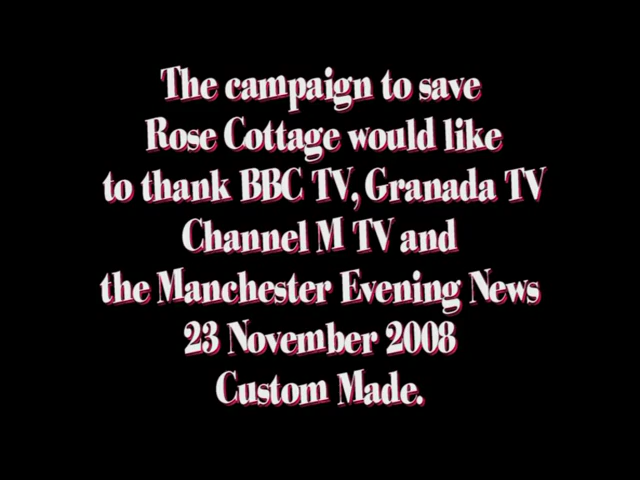 The campaign to save
Rose Cottage would like
to thank BBC TV, Granada TV
Channel M TV and
the Manchester Evening News
23 November 2008
Custom Made.